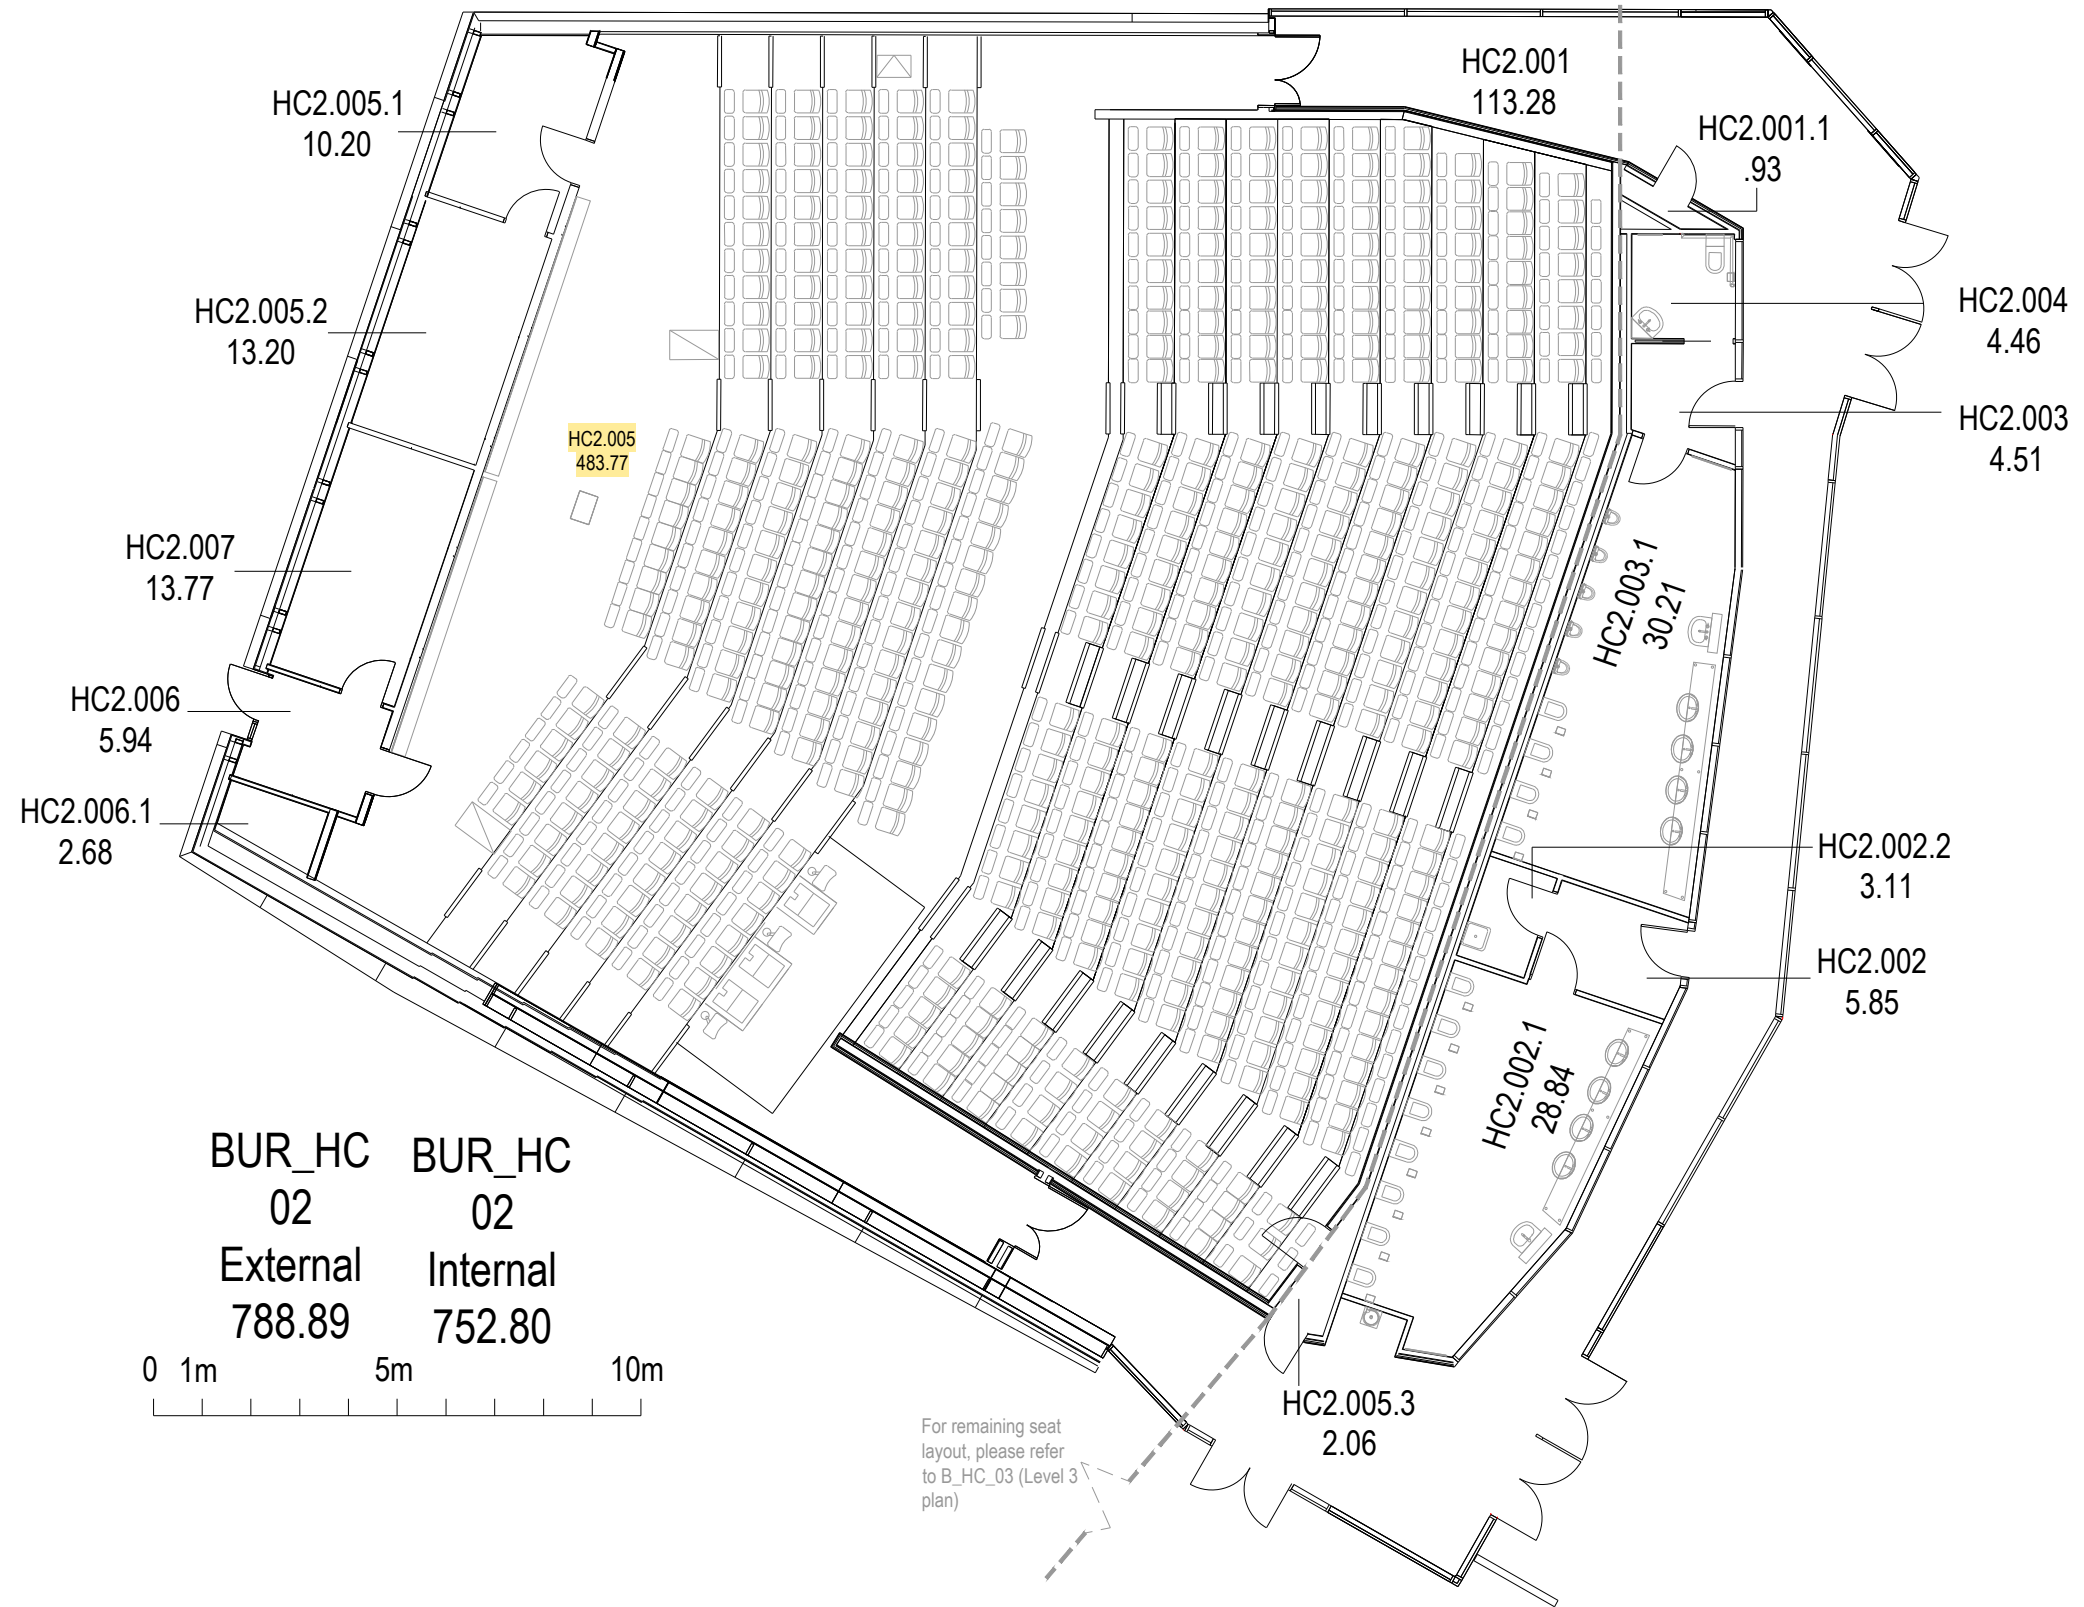 HC2.001
113.28
HC2.005.1
10.20
HC2.001.1
.93
HC2.005.2
13.20
HC2.004
4.46
HC2.003
4.51
HC2.005
483.77
HC2.007
13.77
HC2.003.1
30.21
HC2.006
5.94
HC2.006.1
2.68
HC2.002.2
3.11
HC2.002
5.85
HC2.002.1
28.84
BUR_HC
02
External
788.89
BUR_HC
02
Internal
752.80
0 1m 5m 10m
HC2.005.3
2.06
For remaining seat
layout, please refer
to B_HC_03 (Level 3
plan)